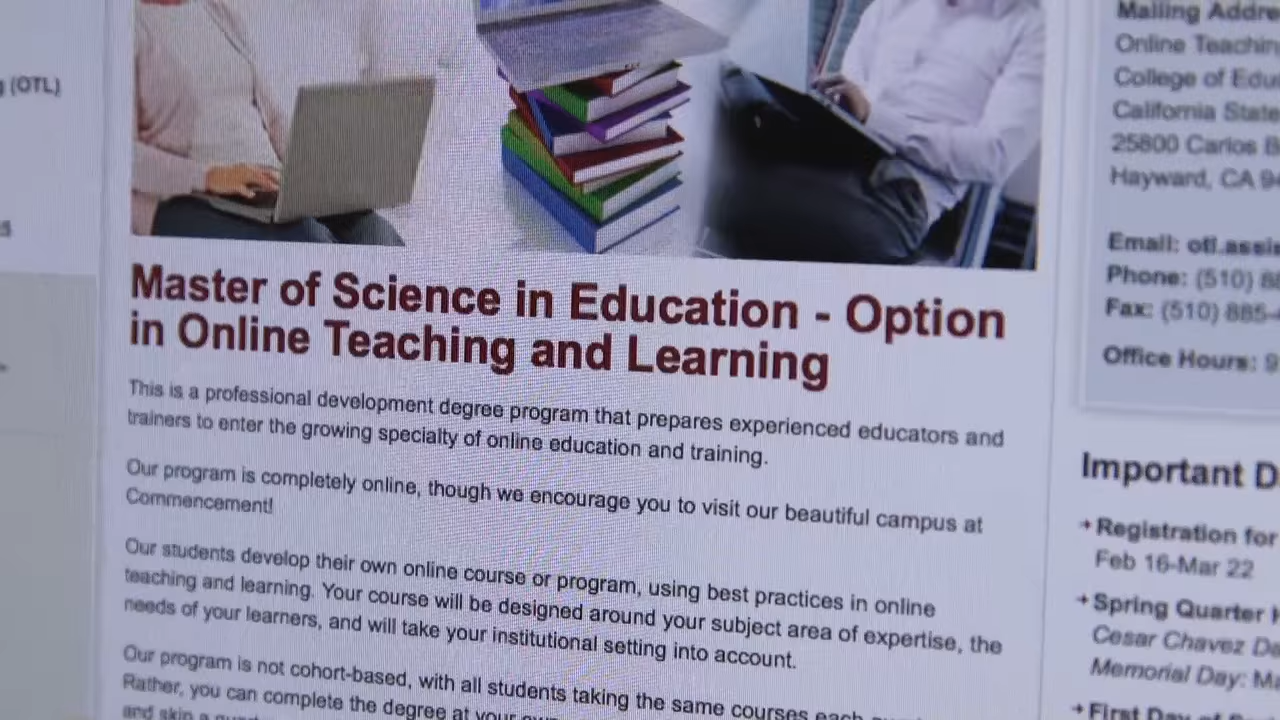 (OTL)
Master of Science in Education - Option
in Online Teaching and Learning
This is a professional development degree program that prepares experienced educators and
trainers to enter the growing specialty of online education and training.
Our program is completely online, though we encourage you to visit our beautiful campus at
Commencement!
Our students develop their own online course or program, using best practices in online
teaching and learning. Your course will be designed around your subject area of expertise, the
needs of your learners, and will take your institutional setting into account.
Our program is not cohort-based, with all students taking the same courses each
Rather, you can complete the degree at your
and skip a
Mailing
Online
College of
California State
25800 Carlos
Hayward, CA
Email:
Phone: (510)
Fax: (510) 885-
Office Hours: 9
Important
Registration for
Feb 16-Mar 22
Spring Quarter
Cesar Chavez
Memorial Day:
First Day of